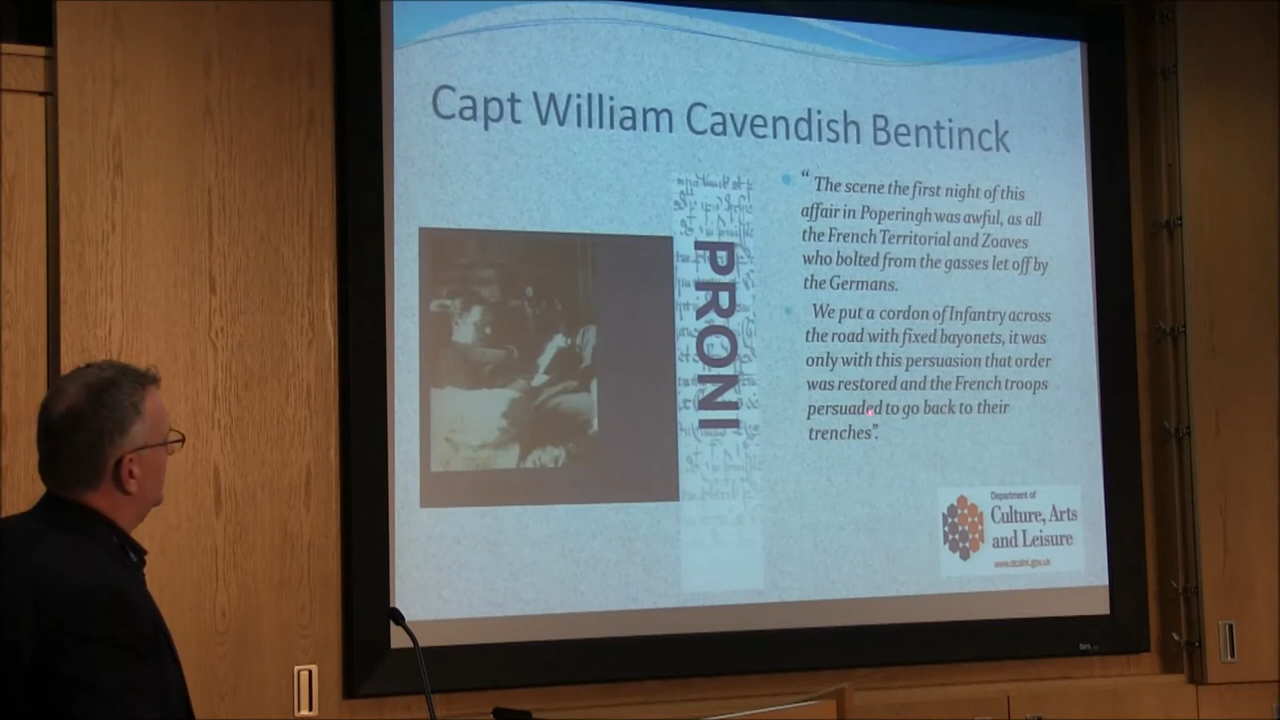 Capt William Cavendish Bentinck
“ The scene the first night of this
affair in Poperingh was awful, as all
the French Territorial and Zoaves
who bolted from the gasses let off by
the Germans.
We put a cordon of Infantry across
the road with fixed bayonets, it was
only with this persuasion that order
was restored and the French troops
persuaded to go back to their
trenches”.
PRONI
Department of
Culture, Arts
and Leisure
www.dcalni.gov.uk